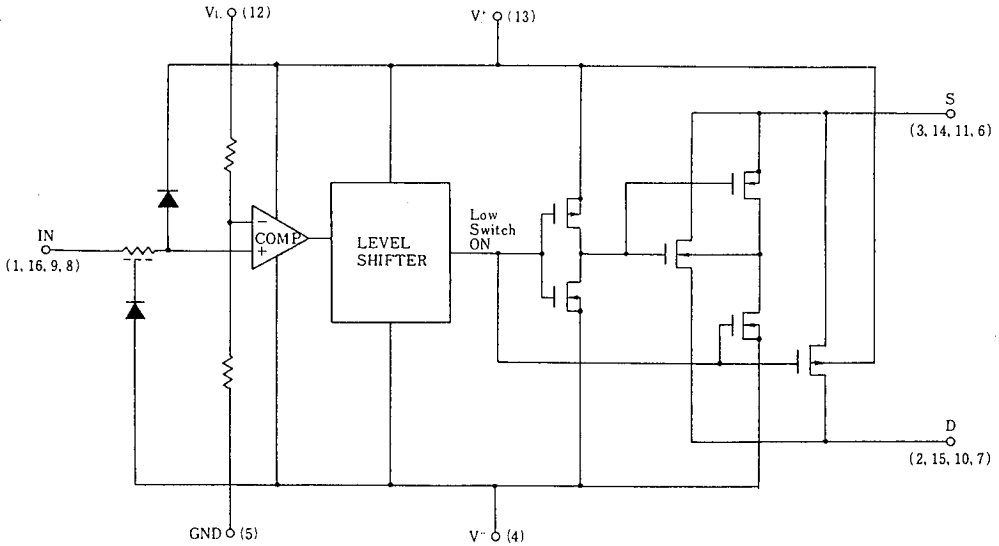 VL (12)
V⁺ (13)
S
(3, 14, 11, 6)
IN
(1, 16, 9, 8)
−
COMP
+
LEVEL
SHIFTER
Low
Switch
ON
D
(2, 15, 10, 7)
GND (5)
V⁻ (4)